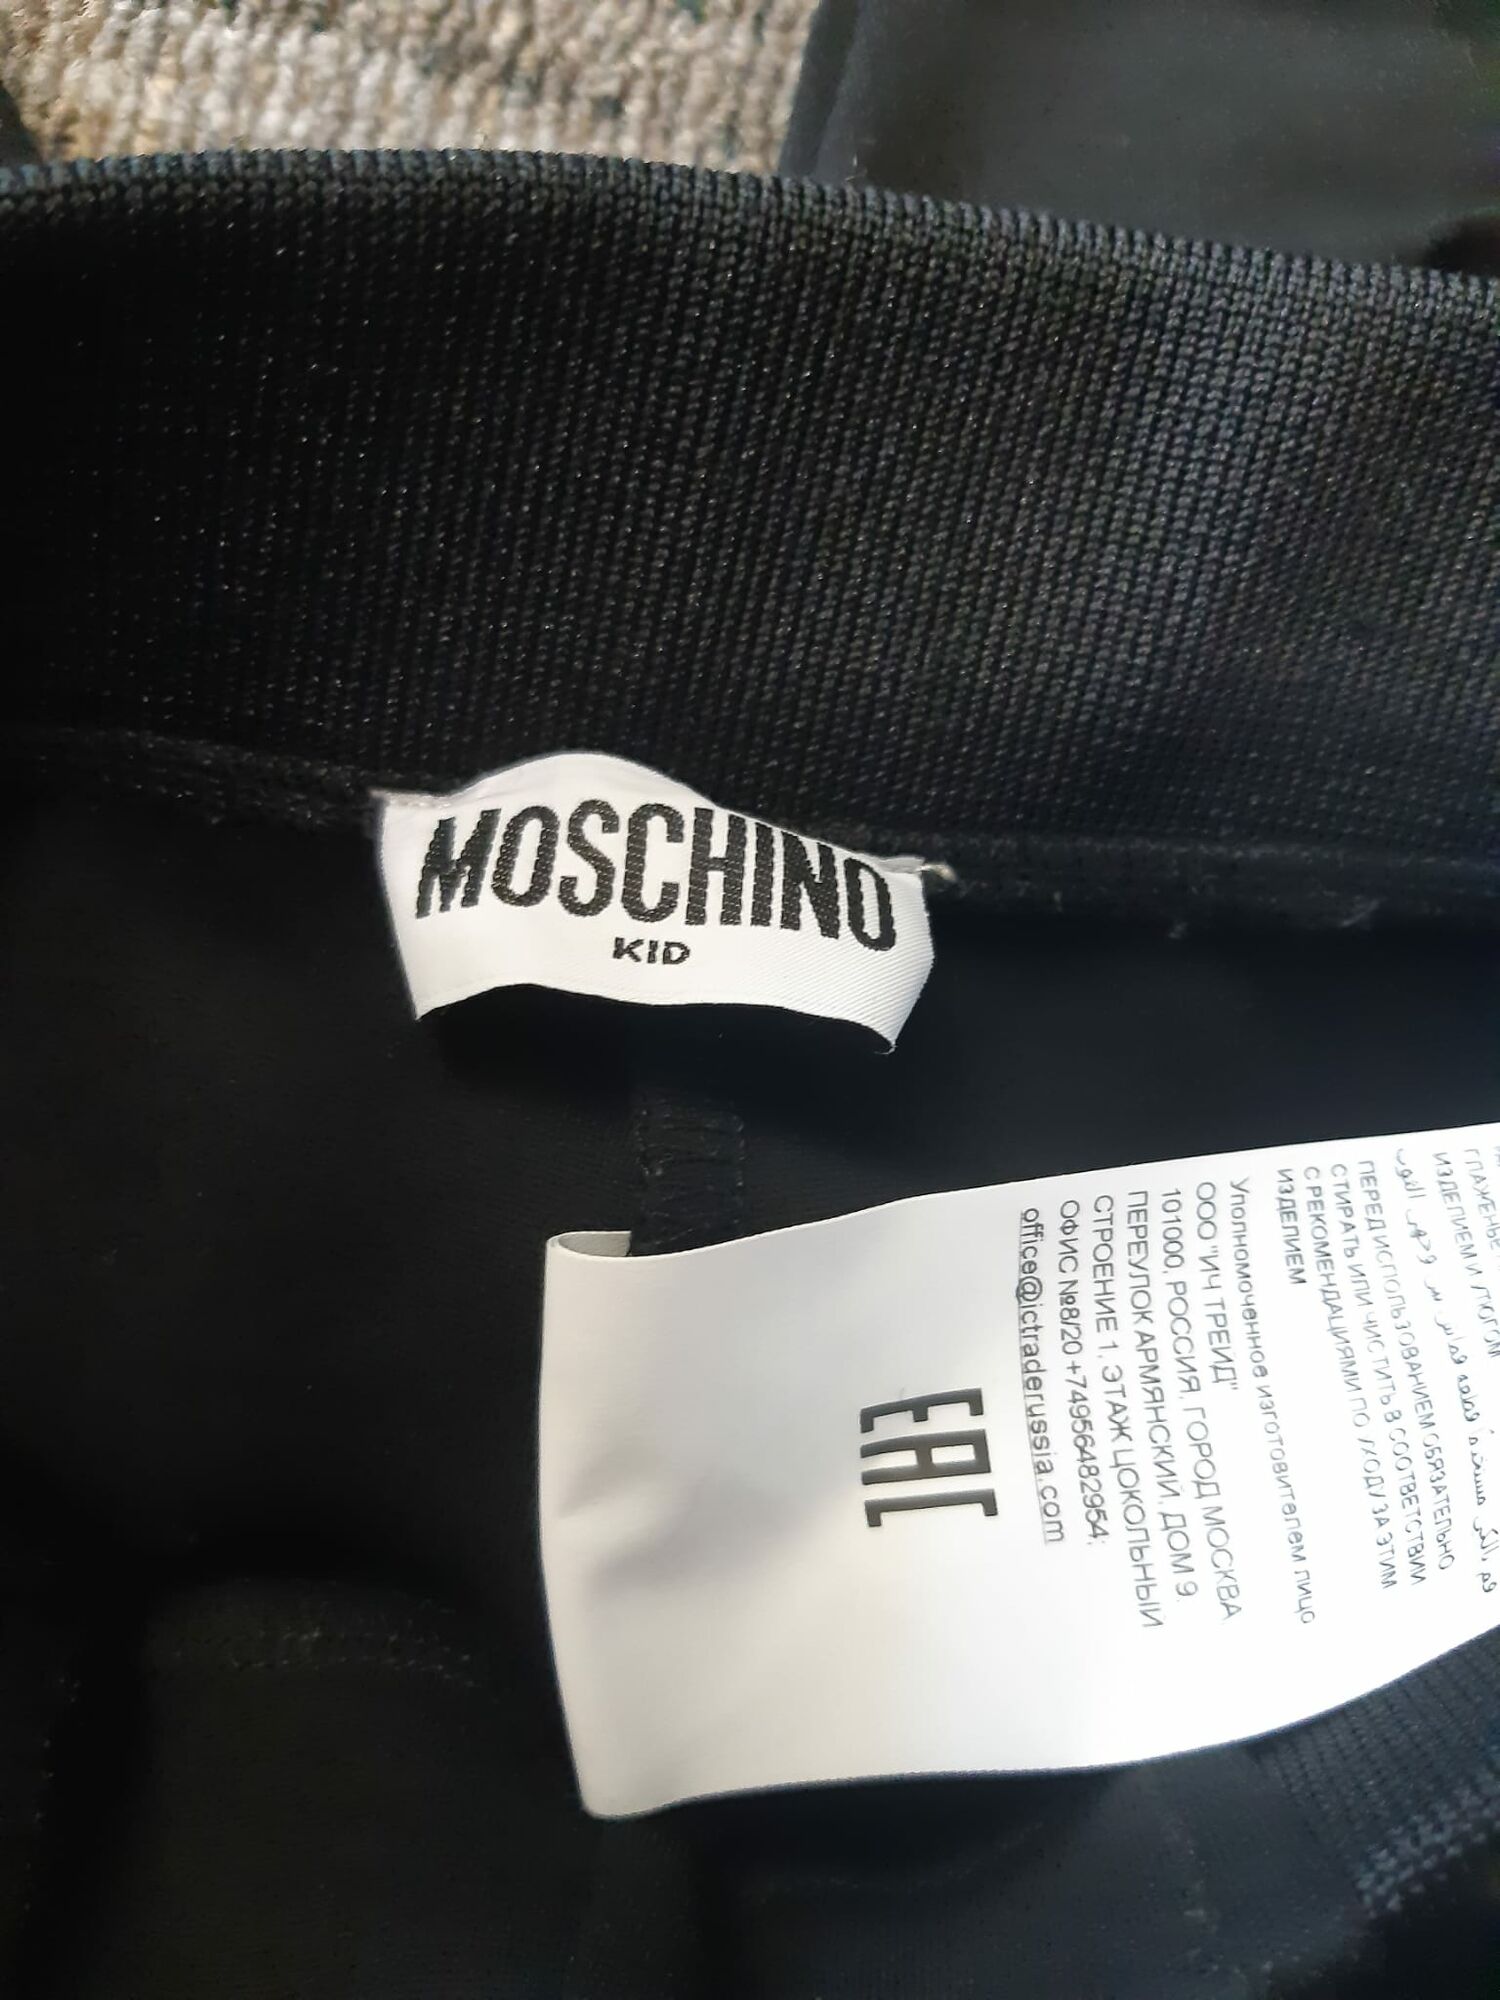 MOSCHINO
KID
ГЛАЖЕНЬЕ
ИЗДЕЛИЕМ И УТЮГОМ
ПЕРЕД ИСПОЛЬЗОВАНИЕМ ОБЯЗАТЕЛЬНО
СТИРАТЬ ИЛИ ЧИСТИТЬ В СООТВЕТСТВИИ
С РЕКОМЕНДАЦИЯМИ ПО УХОДУ ЗА ЭТИМ
ИЗДЕЛИЕМ
Уполномоченное изготовителем лицо
ООО "ИЧ ТРЕЙД"
101000, РОССИЯ, ГОРОД МОСКВА
ПЕРЕУЛОК АРМЯНСКИЙ, ДОМ 9,
СТРОЕНИЕ 1, ЭТАЖ ЦОКОЛЬНЫЙ
ОФИС №8/20 +74956482954;
office@ictraderussia.com
EAC